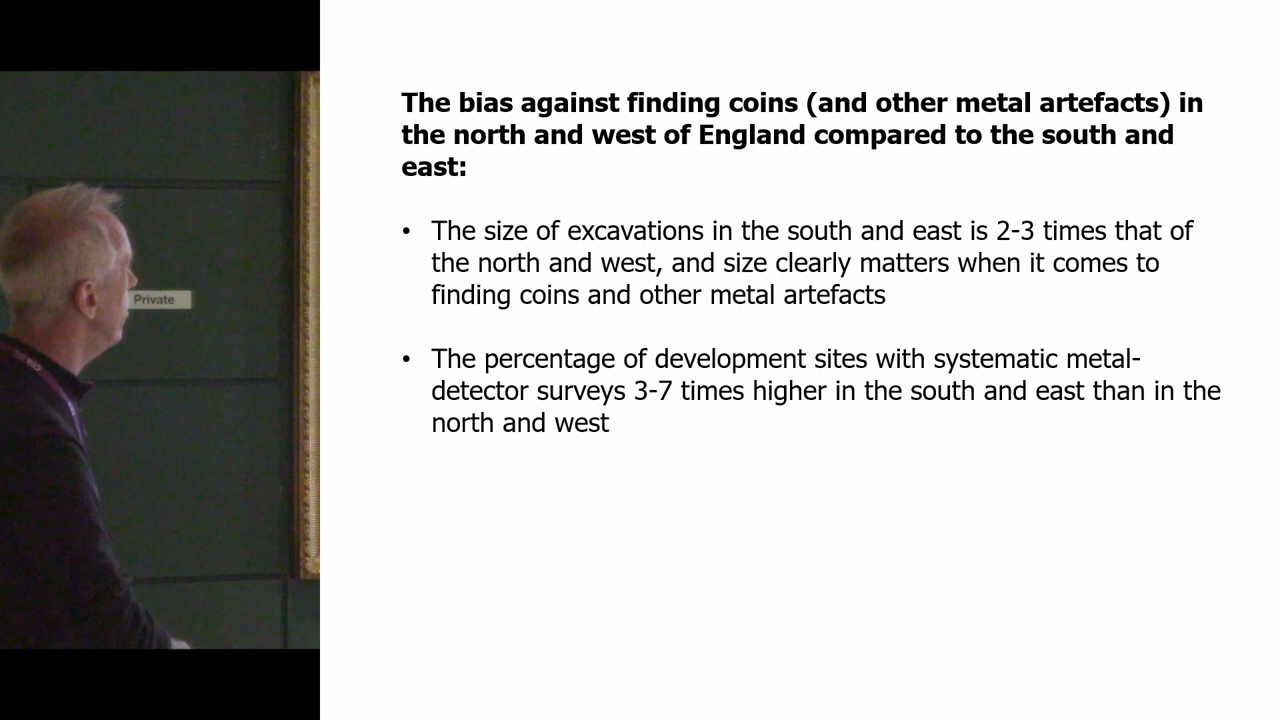 The bias against finding coins (and other metal artefacts) in
the north and west of England compared to the south and
east:
• The size of excavations in the south and east is 2-3 times that of
the north and west, and size clearly matters when it comes to
finding coins and other metal artefacts
• The percentage of development sites with systematic metal-
detector surveys 3-7 times higher in the south and east than in the
north and west
Private